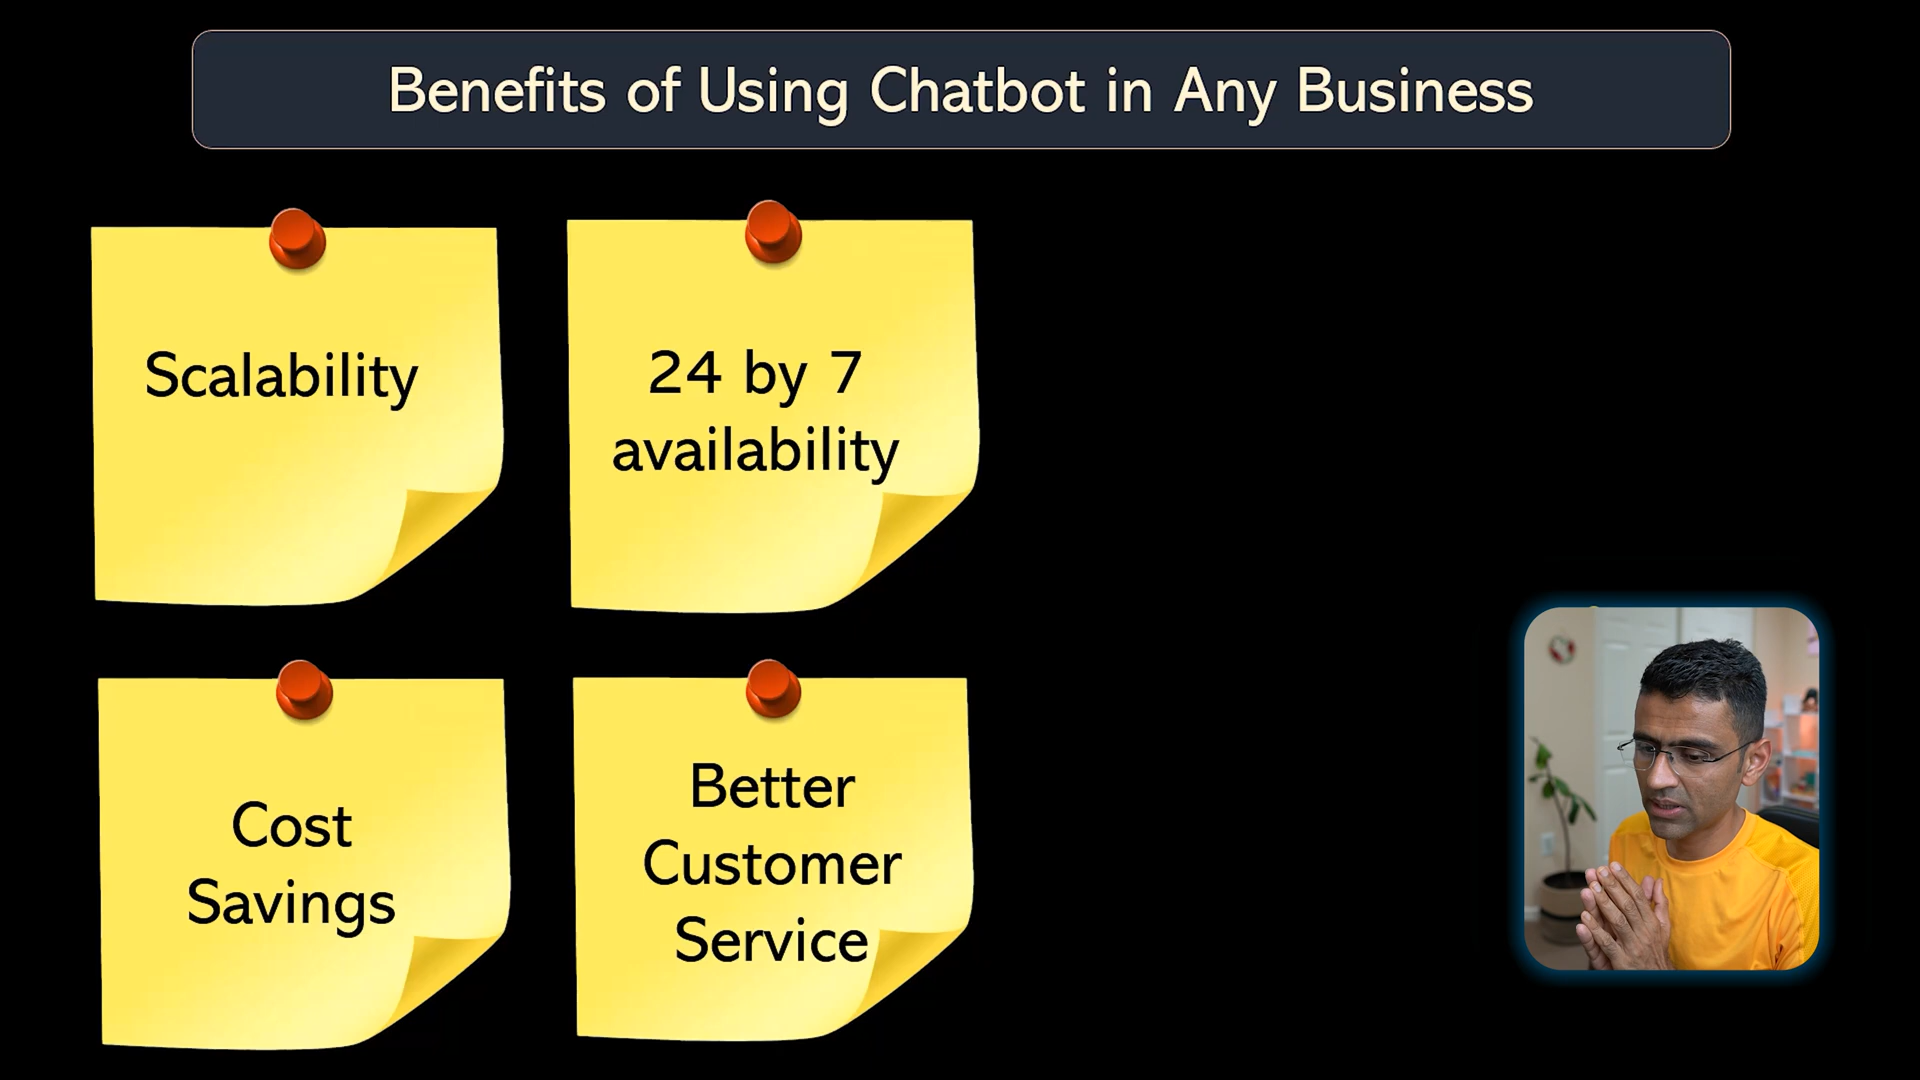 Benefits of Using Chatbot in Any Business
Scalability
24 by 7
availability
Cost
Savings
Better
Customer
Service